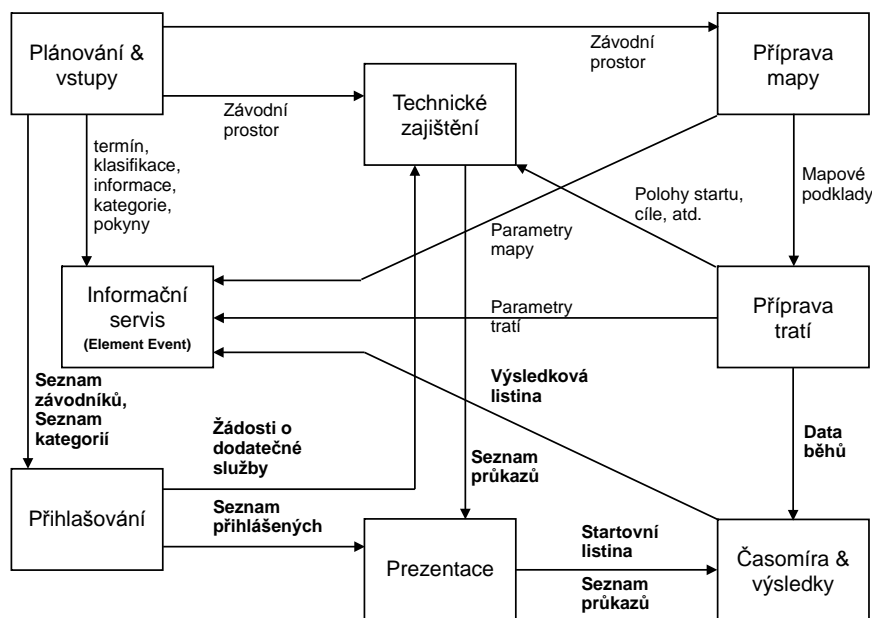 Plánování &
vstupy
Závodní
prostor
Příprava
mapy
Závodní
prostor
Technické
zajištění
termín,
klasifikace,
informace,
kategorie,
pokyny
Polohy startu,
cíle, atd.
Mapové
podklady
Parametry
mapy
Informační
servis
(Element Event)
Parametry
tratí
Příprava
tratí
Seznam
závodníků,
Seznam
kategorií
Výsledková
listina
Žádosti o
dodatečné
služby
Seznam
průkazů
Data
běhů
Přihlašování
Seznam
přihlášených
Prezentace
Startovní
listina
Seznam
průkazů
Časomíra &
výsledky